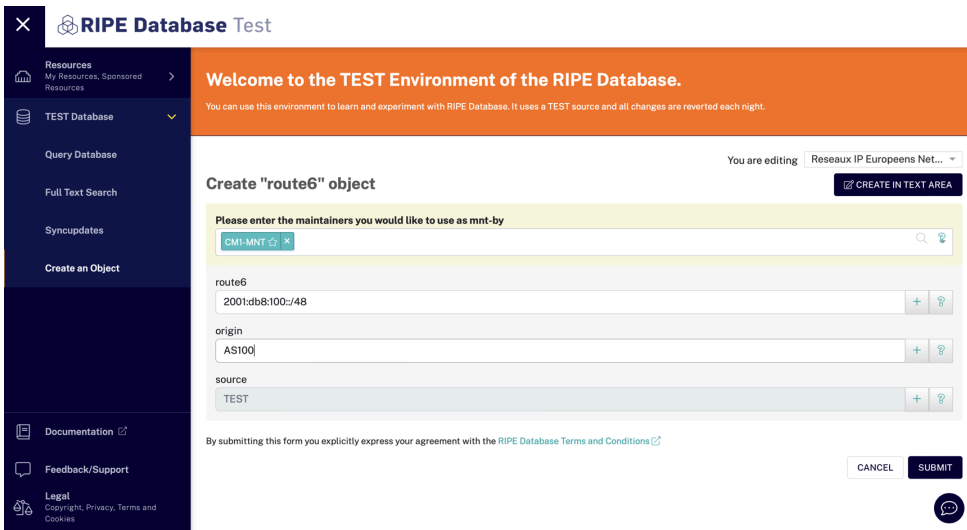 RIPE Database Test
Resources
My Resources, Sponsored
Resources
TEST Database
Query Database
Full Text Search
Syncupdates
Create an Object
Documentation
Feedback/Support
Legal
Copyright, Privacy, Terms and
Cookies
Welcome to the TEST Environment of the RIPE Database.
You can use this environment to learn and experiment with RIPE Database. It uses a TEST source and all changes are reverted each night.
You are editing Reseaux IP Europeens Net...
Create "route6" object
CREATE IN TEXT AREA
Please enter the maintainers you would like to use as mnt-by
CM1-MNT
route6
2001:db8:100::/48
origin
AS100
source
TEST
By submitting this form you explicitly express your agreement with the RIPE Database Terms and Conditions
CANCEL SUBMIT